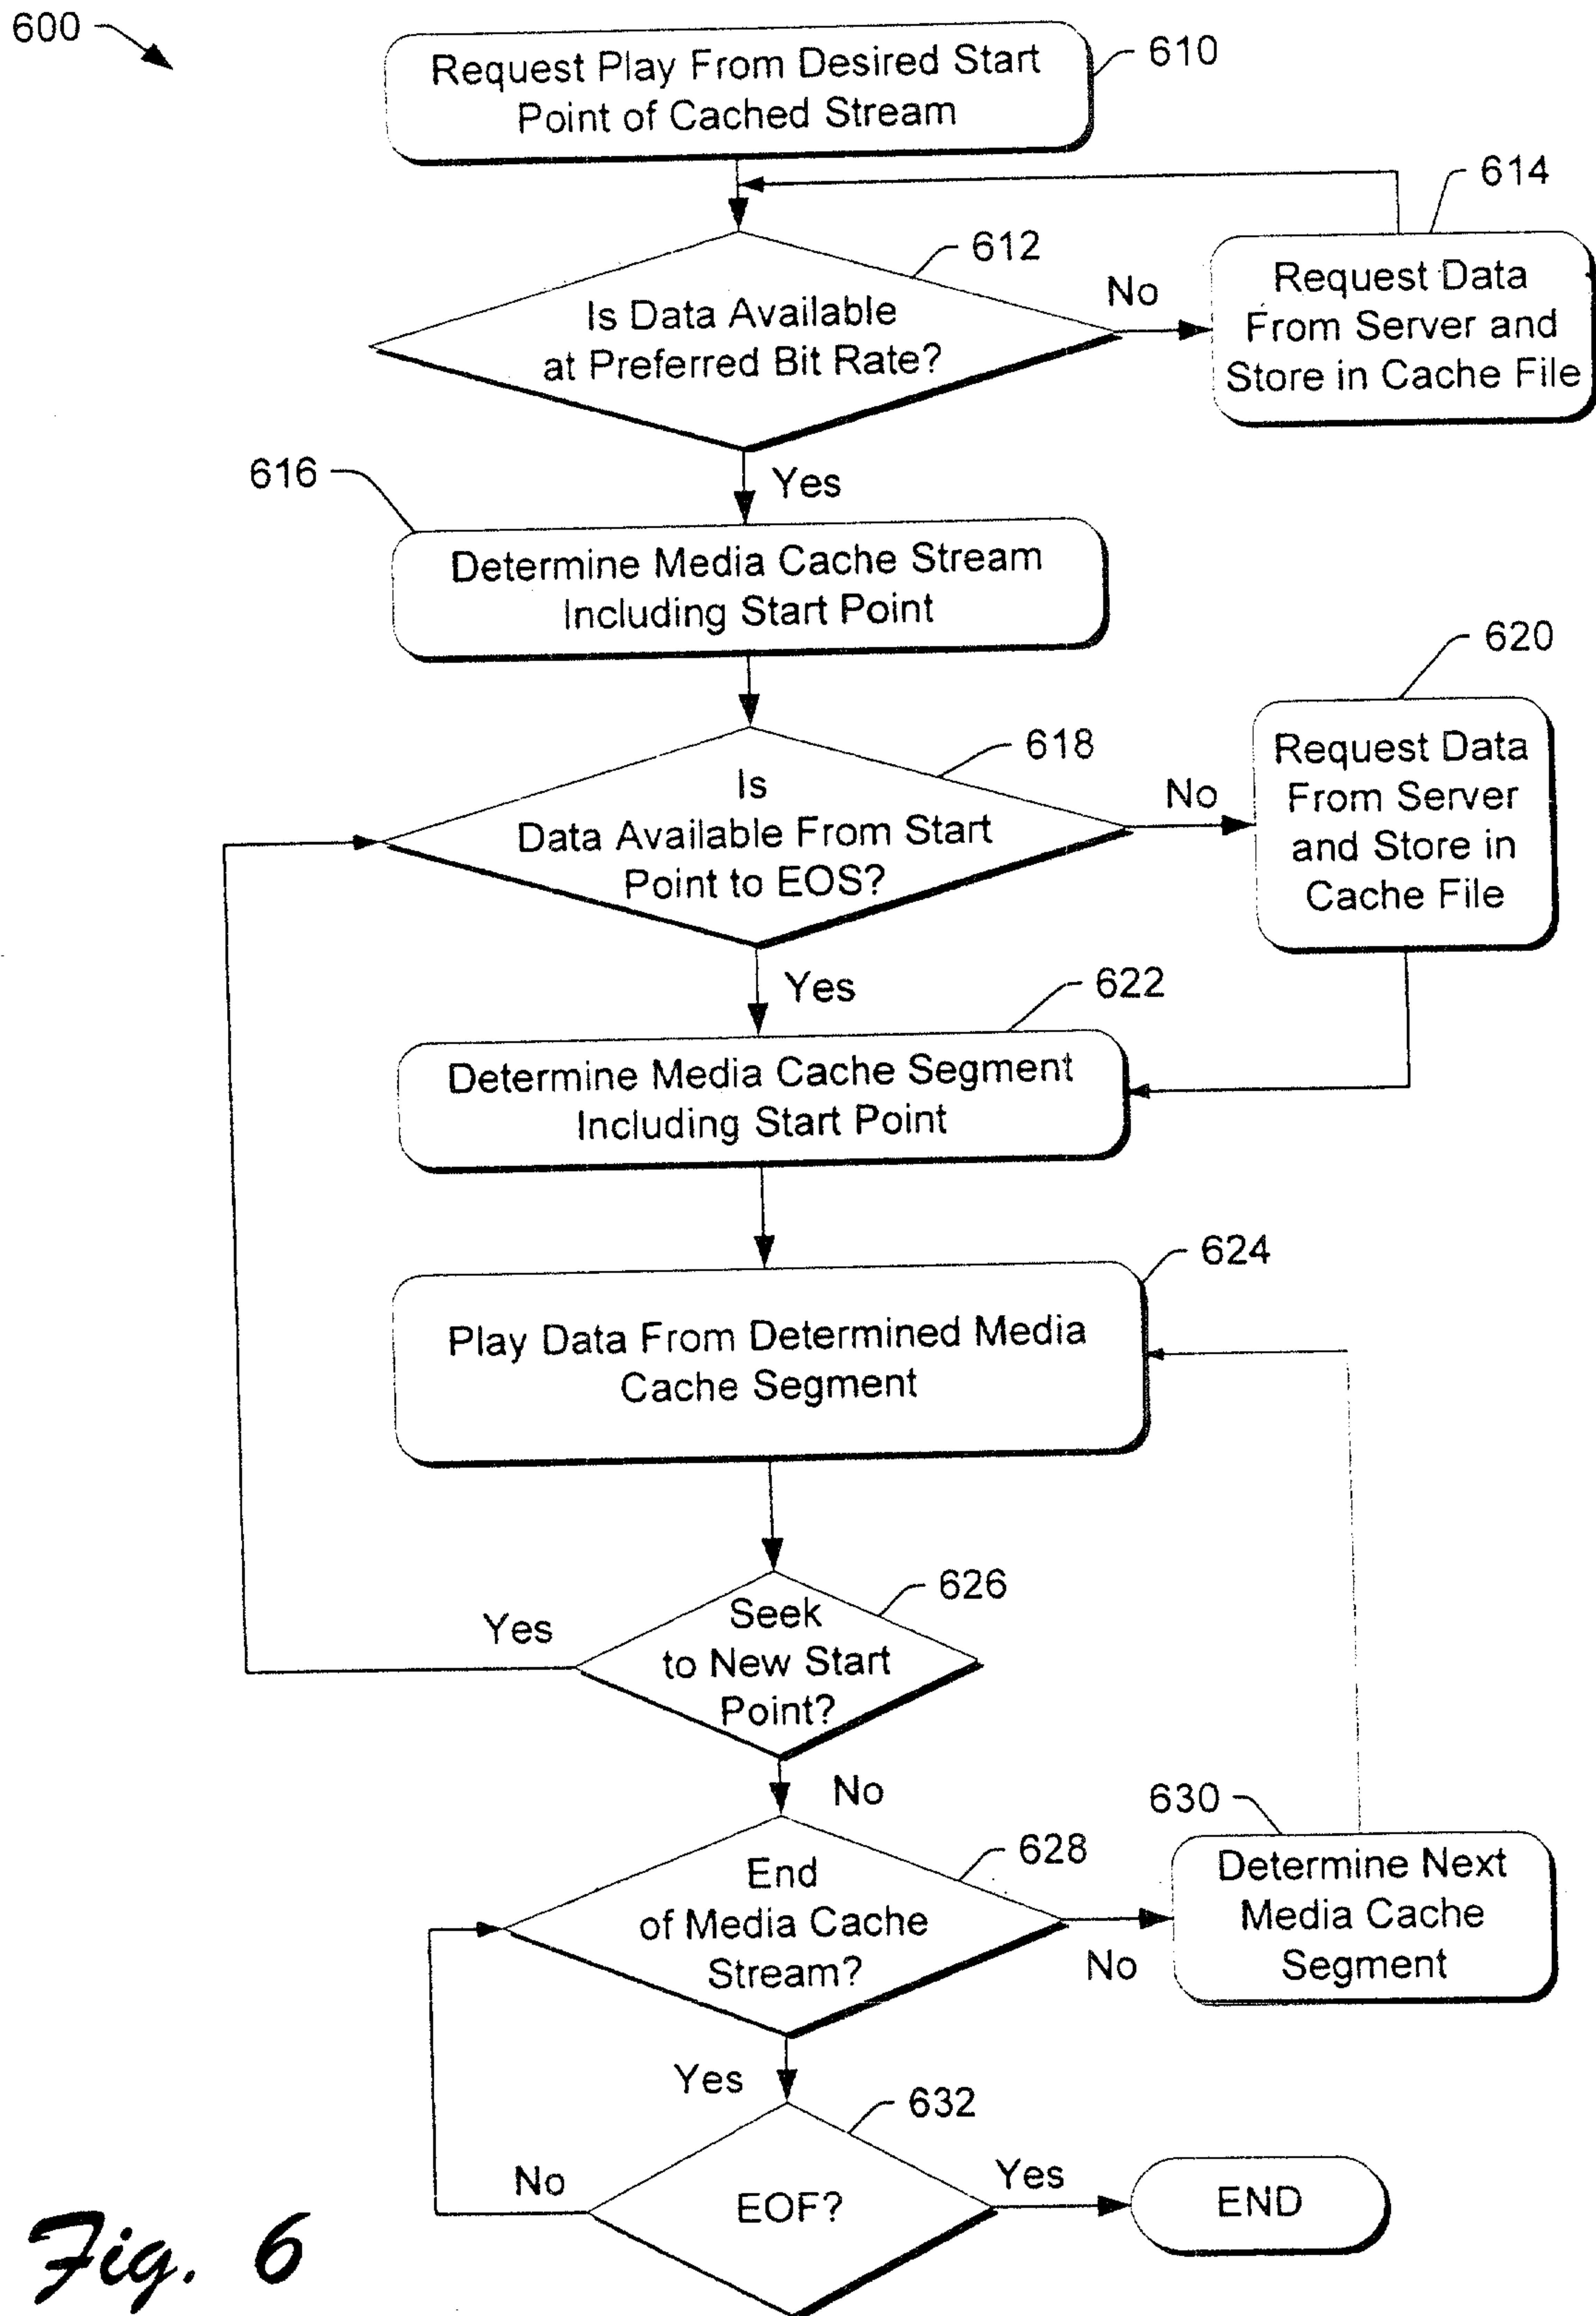 600
Request Play From Desired Start
Point of Cached Stream
610
614
612
Is Data Available
at Preferred Bit Rate?
No
Request Data
From Server and
Store in Cache File
616
Yes
Determine Media Cache Stream
Including Start Point
620
618
Is
Data Available From Start
Point to EOS?
No
Request Data
From Server
and Store in
Cache File
Yes
622
Determine Media Cache Segment
Including Start Point
624
Play Data From Determined Media
Cache Segment
626
Yes
Seek
to New Start
Point?
No
630
628
End
of Media Cache
Stream?
No
Determine Next
Media Cache
Segment
Yes
632
No
EOF?
Yes
END
Fig. 6